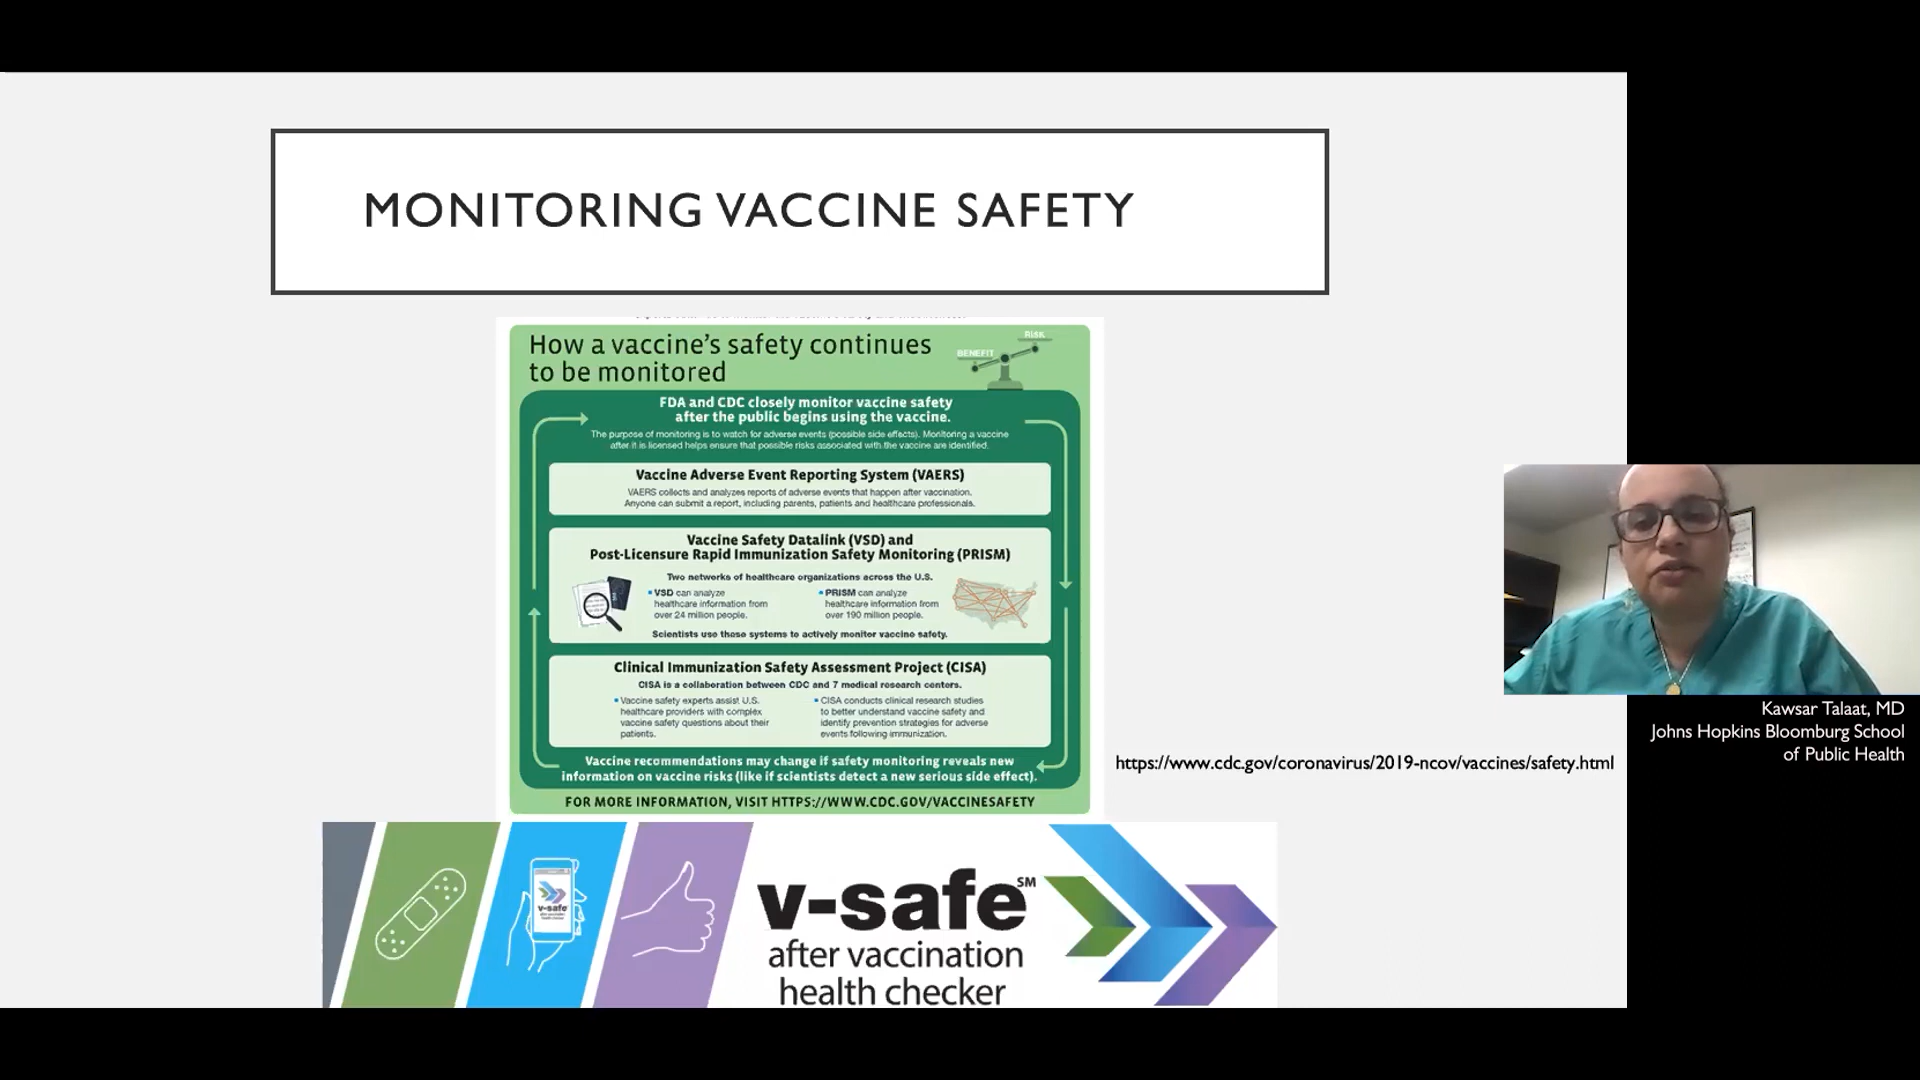 MONITORING VACCINE SAFETY
How a vaccine's safety continues
to be monitored
BENEFIT
RISK
FDA and CDC closely monitor vaccine safety
after the public begins using the vaccine.
The purpose of monitoring is to watch for adverse events (possible side effects). Monitoring a vaccine
after it is licensed helps ensure that possible risks associated with the vaccine are identified.
Vaccine Adverse Event Reporting System (VAERS)
VAERS collects and analyzes reports of adverse events that happen after vaccination.
Anyone can submit a report, including parents, patients and healthcare professionals.
Vaccine Safety Datalink (VSD) and
Post-Licensure Rapid Immunization Safety Monitoring (PRISM)
Two networks of healthcare organizations across the U.S.
▪ VSD can analyze
healthcare information from
over 24 million people.
▪ PRISM can analyze
healthcare information from
over 190 million people.
Scientists use these systems to actively monitor vaccine safety.
Clinical Immunization Safety Assessment Project (CISA)
CISA is a collaboration between CDC and 7 medical research centers.
▪ Vaccine safety experts assist U.S.
healthcare providers with complex
vaccine safety questions about their
patients.
▪ CISA conducts clinical research studies
to better understand vaccine safety and
identify prevention strategies for adverse
events following immunization.
Vaccine recommendations may change if safety monitoring reveals new
information on vaccine risks (like if scientists detect a new serious side effect).
FOR MORE INFORMATION, VISIT HTTPS://WWW.CDC.GOV/VACCINESAFETY
https://www.cdc.gov/coronavirus/2019-ncov/vaccines/safety.html
Kawsar Talaat, MD
Johns Hopkins Bloomburg School
of Public Health
v-safe
v-safe℠
after vaccination
health checker